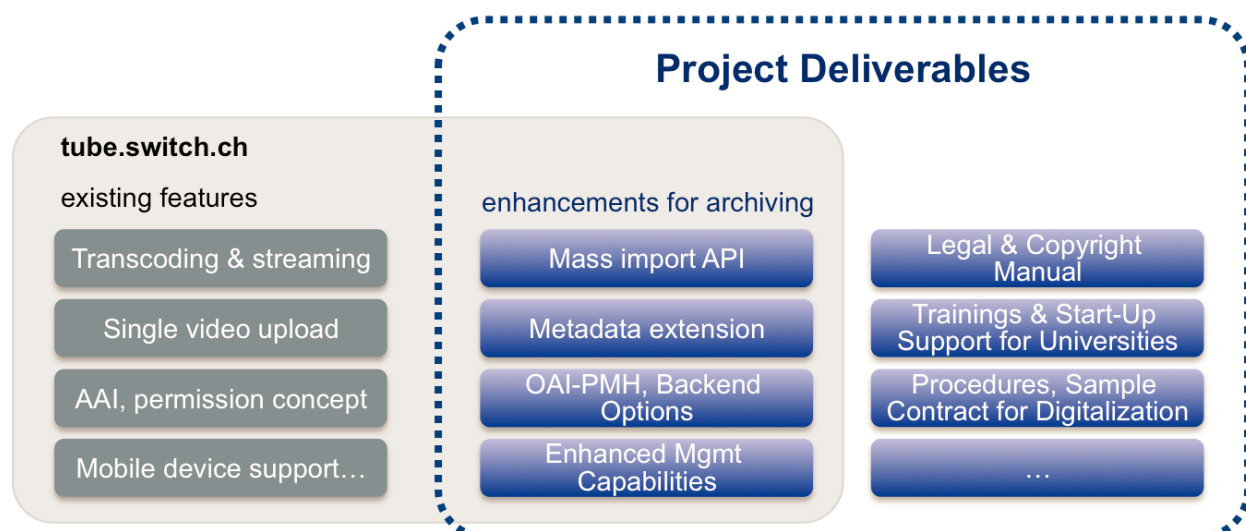 Project Deliverables
tube.switch.ch
existing features
Transcoding & streaming
Single video upload
AAI, permission concept
Mobile device support…
enhancements for archiving
Mass import API
Metadata extension
OAI-PMH, Backend
Options
Enhanced Mgmt
Capabilities
Legal & Copyright
Manual
Trainings & Start-Up
Support for Universities
Procedures, Sample
Contract for Digitalization
…